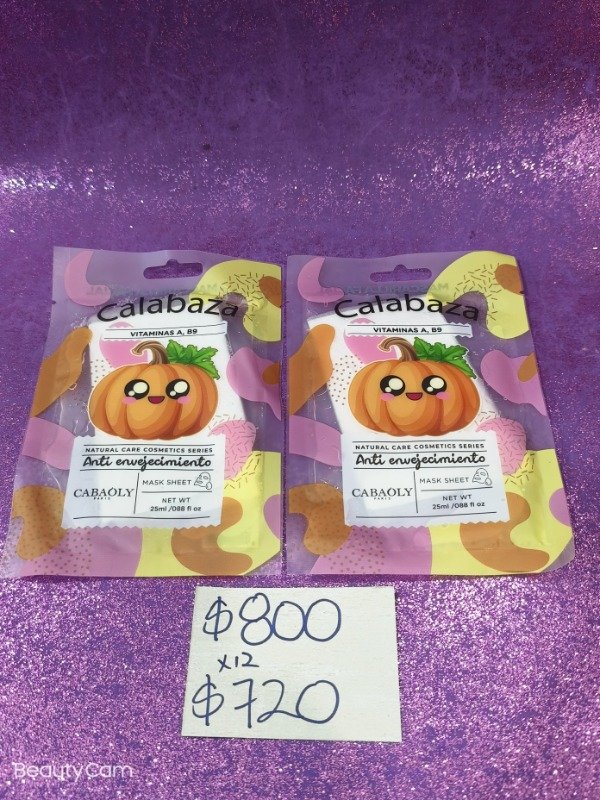 Calabaza
VITAMINAS A, B9
NATURAL CARE COSMETICS SERIES
Anti envejecimiento
CABAOLY
PARIS
MASK SHEET
NET WT
25ml /088 fl oz
Calabaza
VITAMINAS A, B9
NATURAL CARE COSMETICS SERIES
Anti envejecimiento
CABAOLY
PARIS
MASK SHEET
NET WT
25ml /088 fl oz
$800
x12
$720
BeautyCam